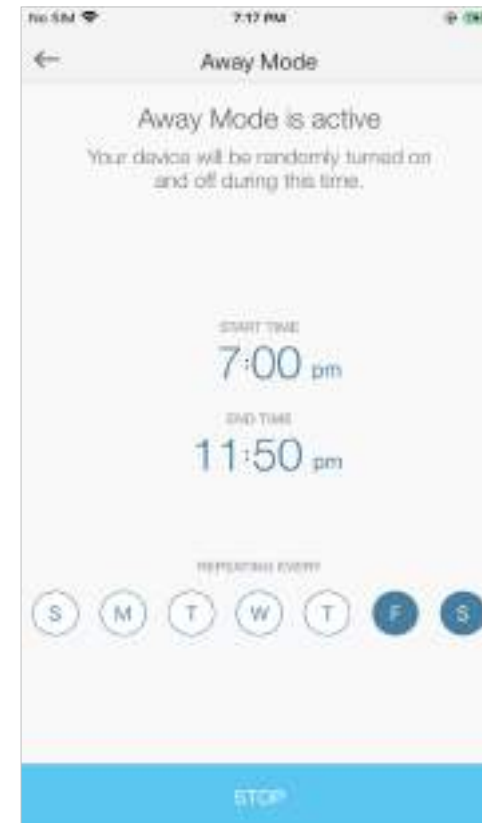 No SIM 7:17 PM
Away Mode
Away Mode is active
Your device will be randomly turned on
and off during this time.
START TIME
7:00 pm
END TIME
11:50 pm
REPEATING EVERY
S M T W T F S
STOP